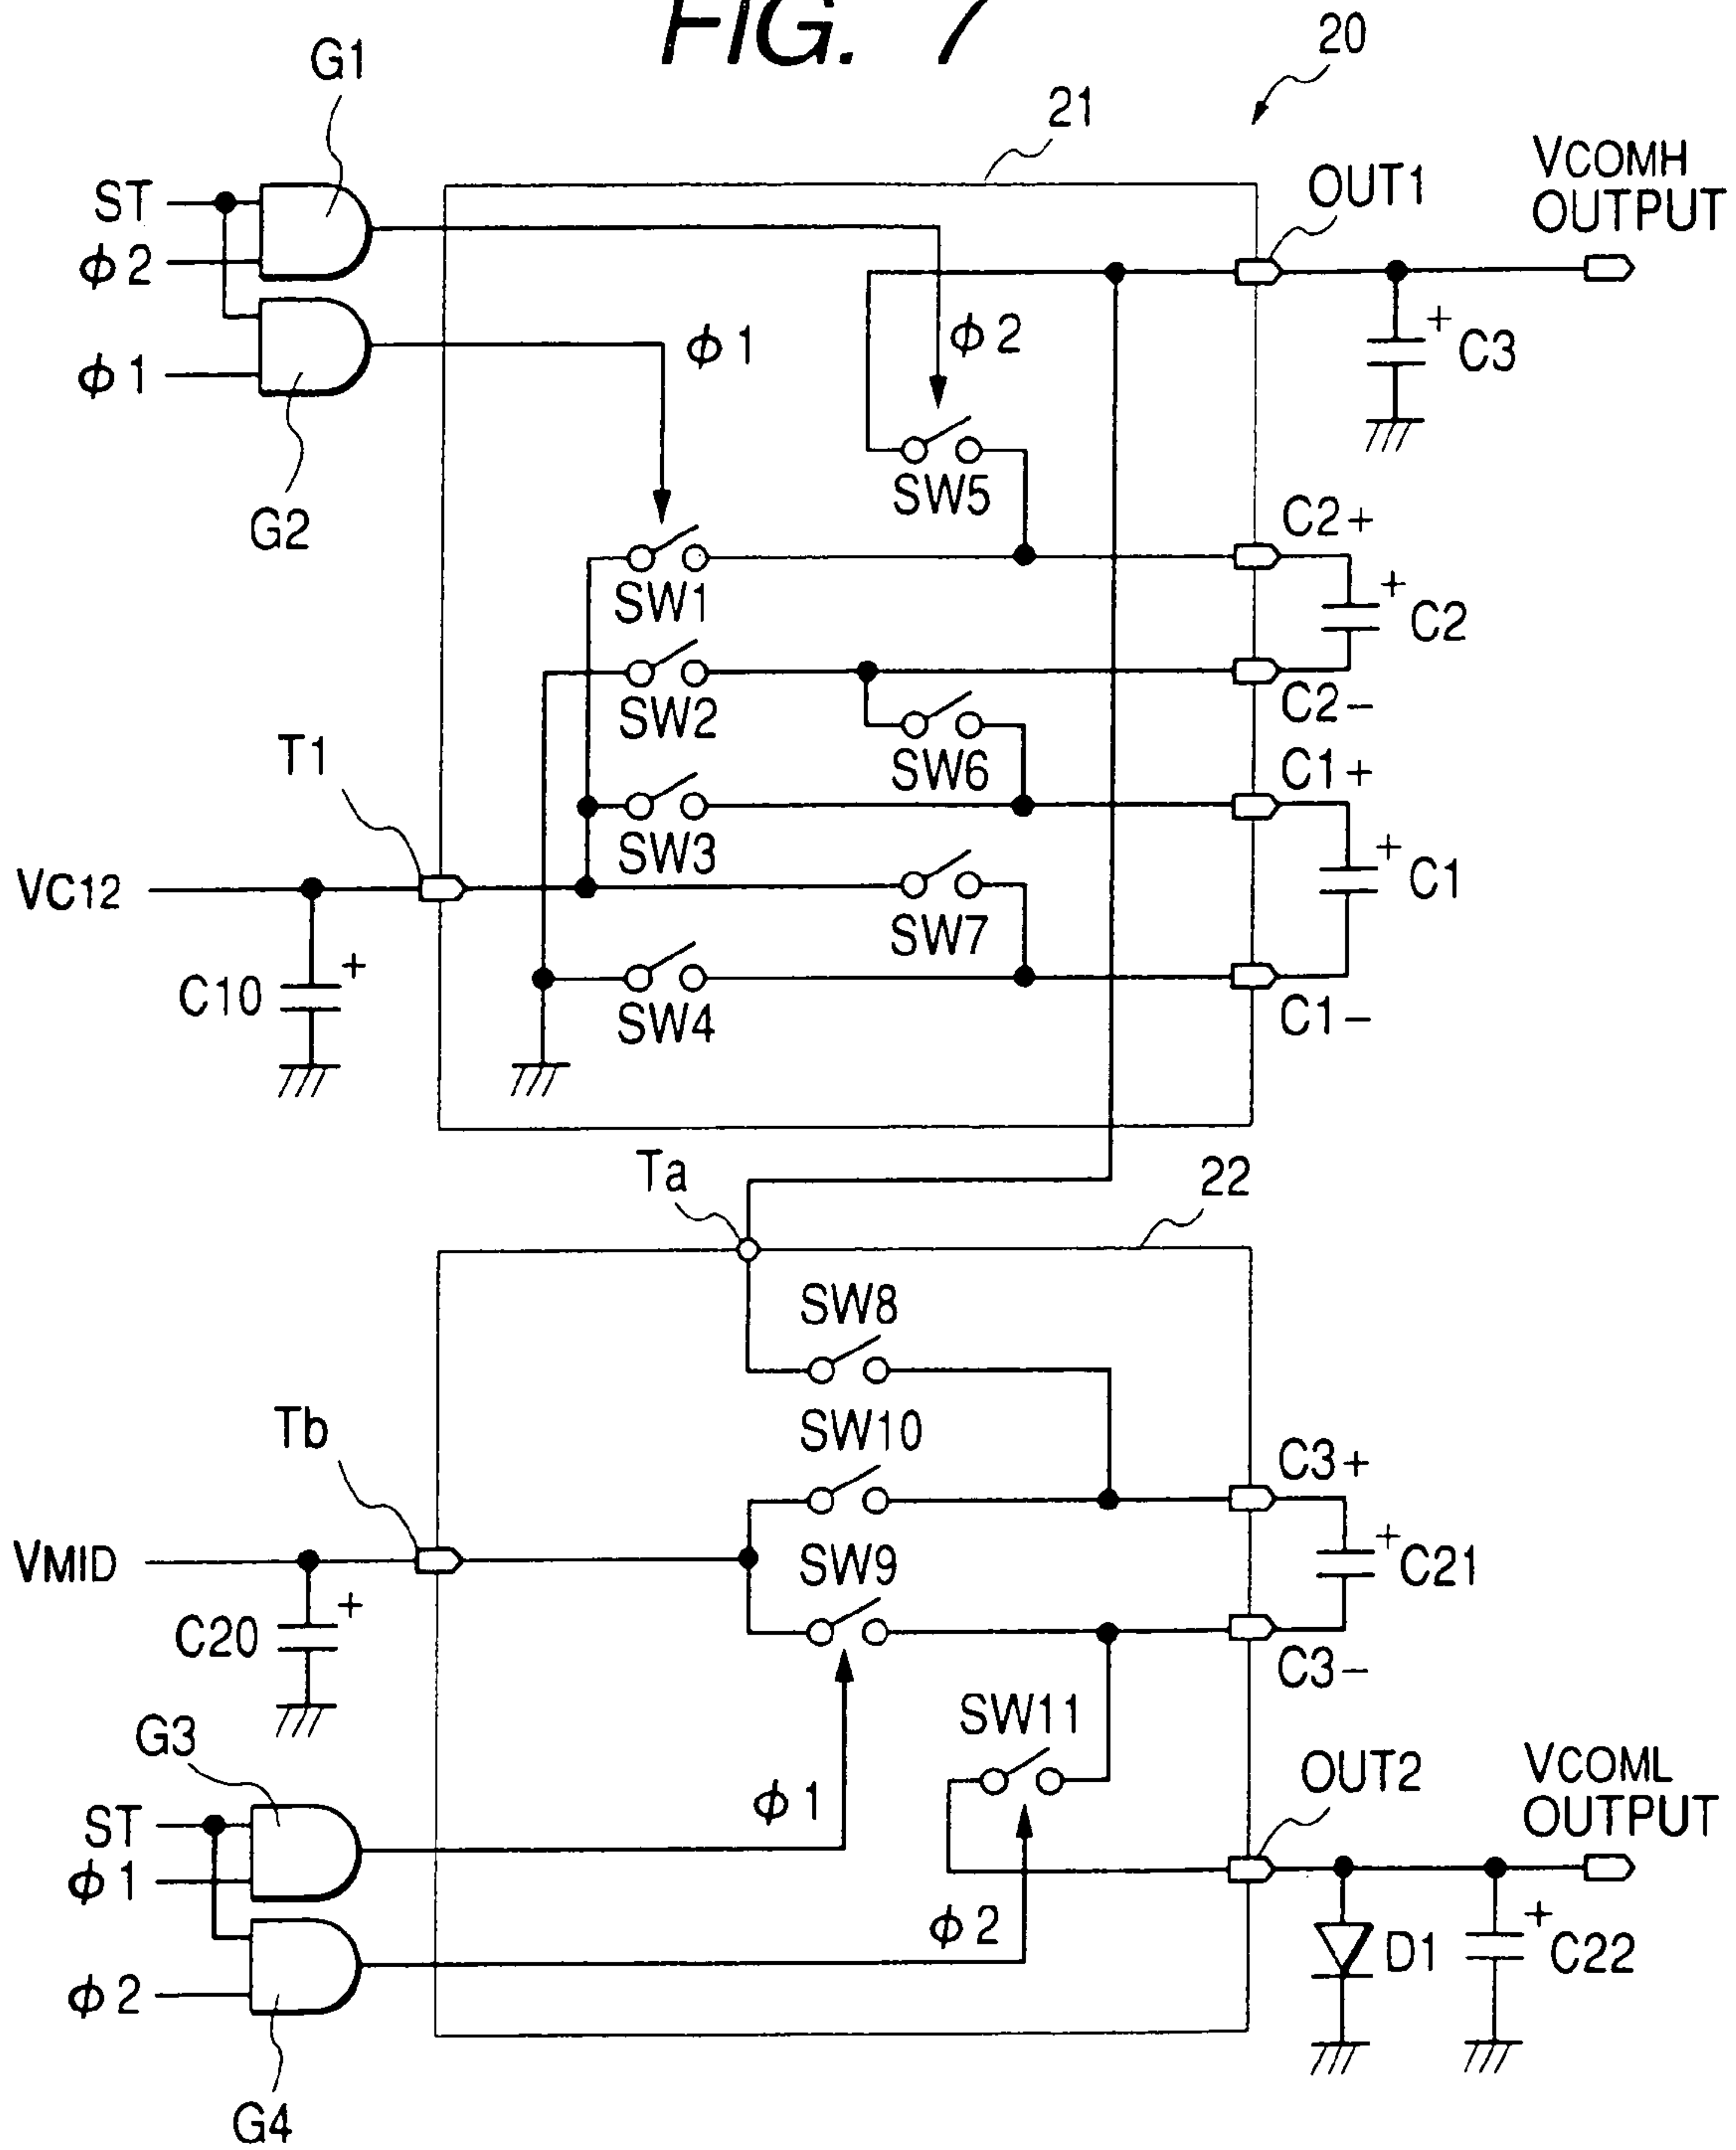 FIG. 7
20
G1
21
VCOMH
OUTPUT
OUT1
ST
ϕ2
ϕ1
ϕ1
ϕ2
+
C3
SW5
G2
C2+
SW1
+
C2
SW2
C2−
SW6
T1
C1+
SW3
+
C1
VC12
SW7
C10
+
SW4
C1−
Ta
22
SW8
SW10
Tb
C3+
VMID
SW9
+
C21
C20
+
C3−
SW11
G3
OUT2
VCOML
OUTPUT
ϕ1
ST
ϕ1
ϕ2
+
D1
C22
ϕ2
G4